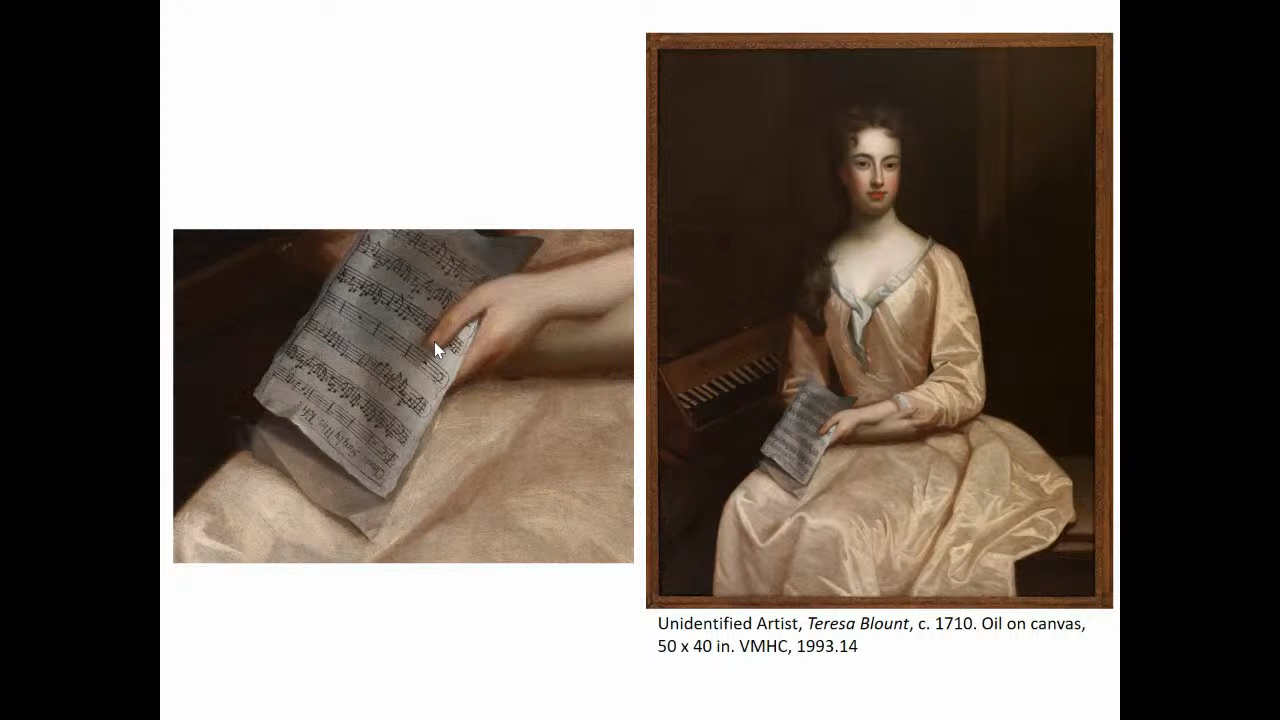 Unidentified Artist, Teresa Blount, c. 1710. Oil on canvas,
50 x 40 in. VMHC, 1993.14